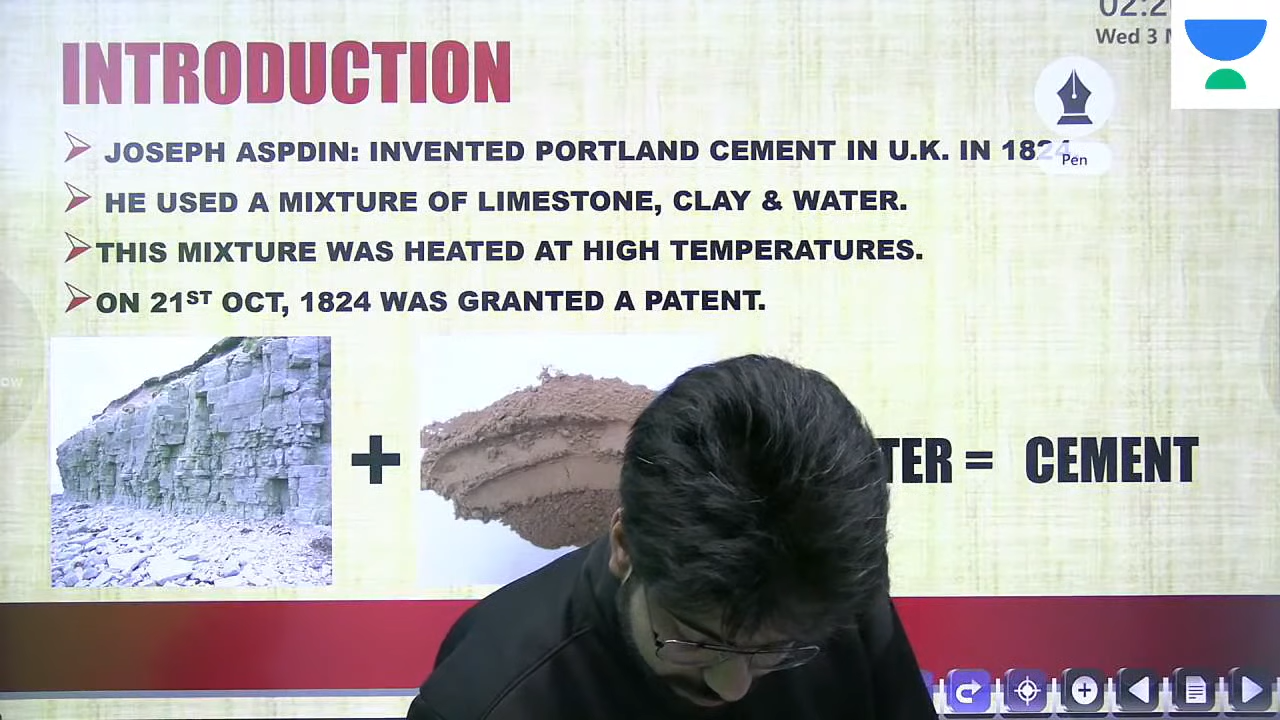 02:2
Wed 3 M
INTRODUCTION
➢ JOSEPH ASPDIN: INVENTED PORTLAND CEMENT IN U.K. IN 1824
Pen
➢ HE USED A MIXTURE OF LIMESTONE, CLAY & WATER.
➢ THIS MIXTURE WAS HEATED AT HIGH TEMPERATURES.
➢ ON 21ST OCT, 1824 WAS GRANTED A PATENT.
+ TER = CEMENT